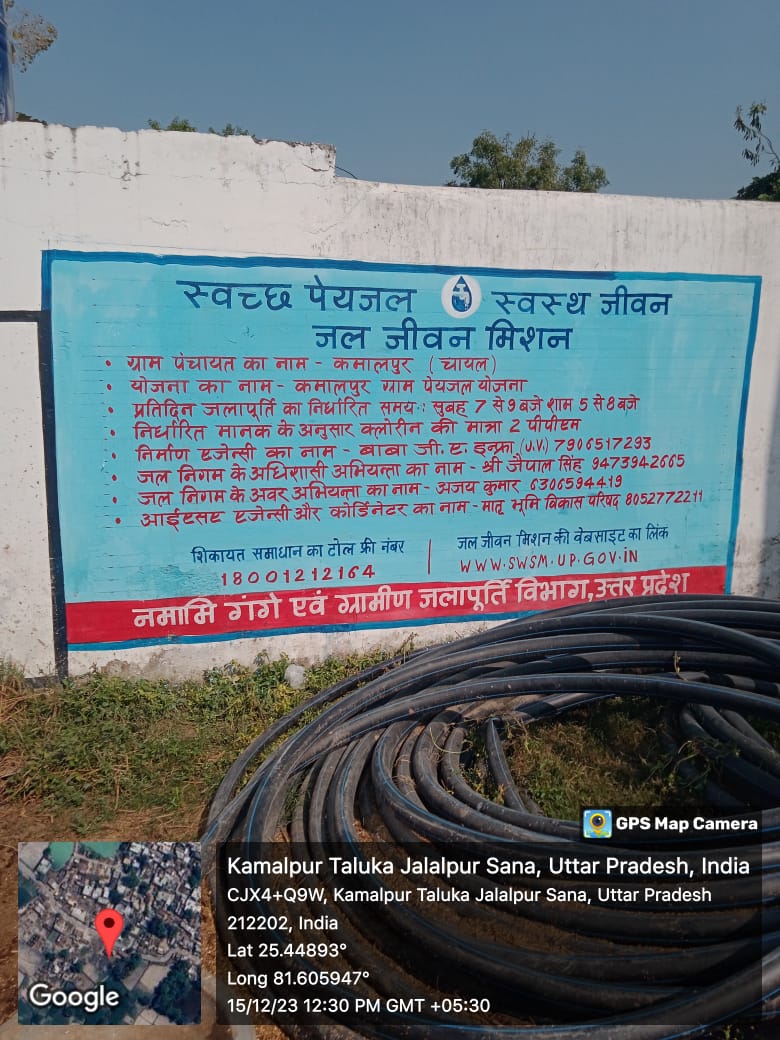 स्वच्छ पेयजल स्वस्थ जीवन
जल जीवन मिशन
• ग्राम पंचायत का नाम - कमालपुर (चायल)
• योजना का नाम - कमालपुर ग्राम पेयजल योजना
• प्रतिदिन जलापूर्ति का निर्धारित समय: सुबह 7 से 9 बजे शाम 5 से 8 बजे
• निर्धारित मानक के अनुसार क्लोरीन की मात्रा 2 पीपीएम
• निर्माण एजेन्सी का नाम - बाबा जी. ए. इन्फ्रा (J.V.) 7906517293
• जल निगम के अधिशासी अभियन्ता का नाम - श्री जैपाल सिंह 9473942665
• जल निगम के अवर अभियन्ता का नाम - अजय कुमार 6306594419
• आईएसए एजेन्सी और कोर्डिनेटर का नाम - मातृ भूमि विकास परिषद 8052772211
शिकायत समाधान का टोल फ्री नंबर
18001212164
जल जीवन मिशन की वेबसाइट का लिंक
WWW.SWSM.UP.GOV.IN
नमामि गंगे एवं ग्रामीण जलापूर्ति विभाग, उत्तर प्रदेश
GPS Map Camera
Kamalpur Taluka Jalalpur Sana, Uttar Pradesh, India
CJX4+Q9W, Kamalpur Taluka Jalalpur Sana, Uttar Pradesh
212202, India
Lat 25.44893°
Long 81.605947°
15/12/23 12:30 PM GMT +05:30
Google